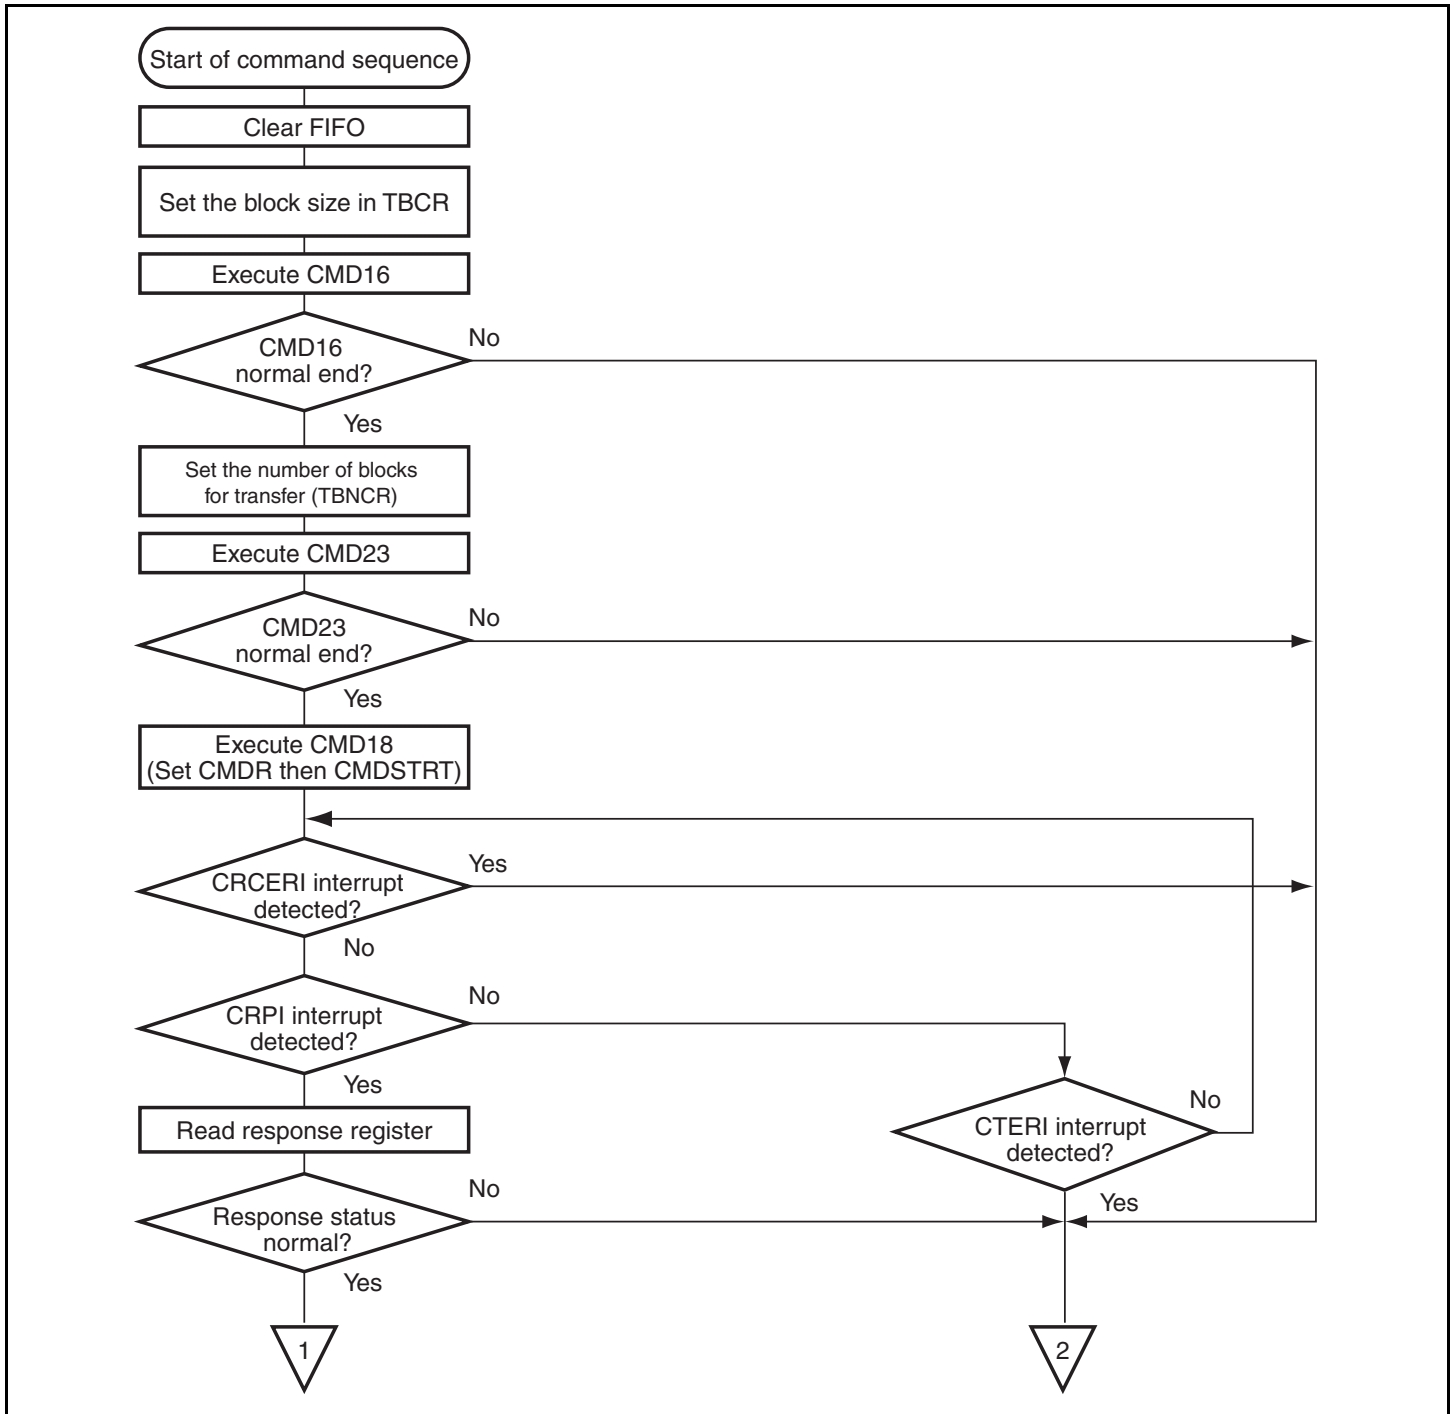 Start of command sequence
Clear FIFO
Set the block size in TBCR
Execute CMD16
CMD16
normal end?
No
Yes
Set the number of blocks
for transfer (TBNCR)
Execute CMD23
CMD23
normal end?
No
Yes
Execute CMD18
(Set CMDR then CMDSTRT)
CRCERI interrupt
detected?
Yes
No
CRPI interrupt
detected?
No
Yes
CTERI interrupt
detected?
No
Yes
Read response register
Response status
normal?
No
Yes
1
2